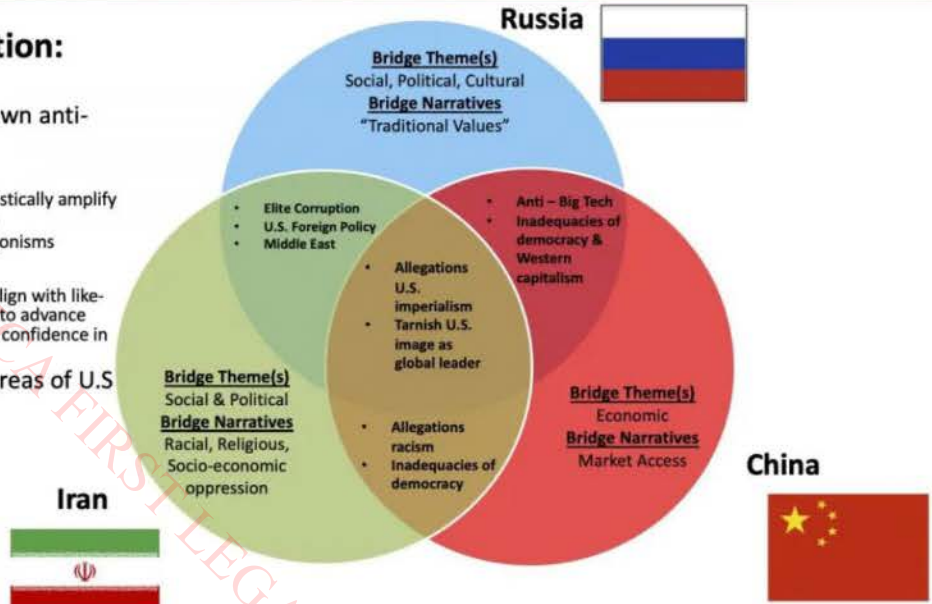 Russia
tion:
wn anti-
stically amplify
onisms
lign with like-
to advance
confidence in
reas of U.S
Bridge Theme(s)
Social, Political, Cultural
Bridge Narratives
“Traditional Values”
• Elite Corruption
• U.S. Foreign Policy
• Middle East
• Anti – Big Tech
• Inadequacies of
democracy &
Western
capitalism
• Allegations
U.S.
imperialism
• Tarnish U.S.
image as
global leader
Bridge Theme(s)
Social & Political
Bridge Narratives
Racial, Religious,
Socio-economic
oppression
• Allegations
racism
• Inadequacies of
democracy
Bridge Theme(s)
Economic
Bridge Narratives
Market Access
China
Iran
CA FIRST LEGA